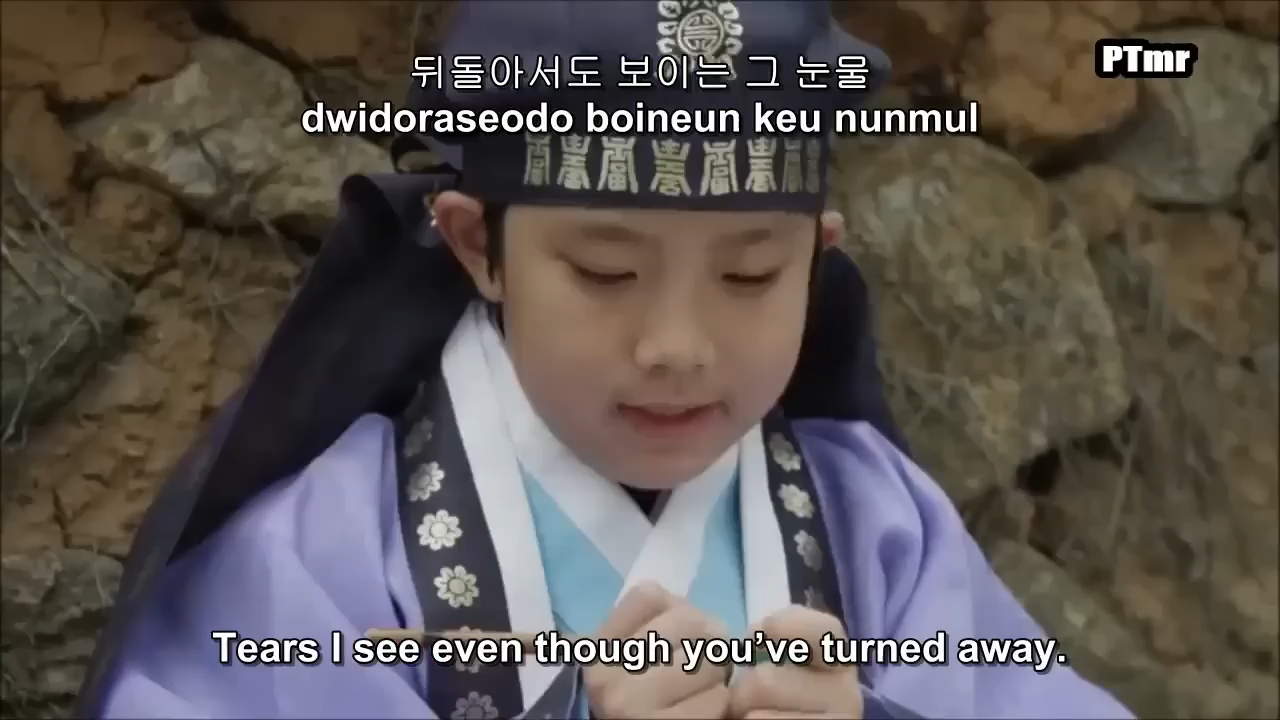 PTmr
뒤돌아서도 보이는 그 눈물
dwidoraseodo boineun keu nunmul
Tears I see even though you've turned away.